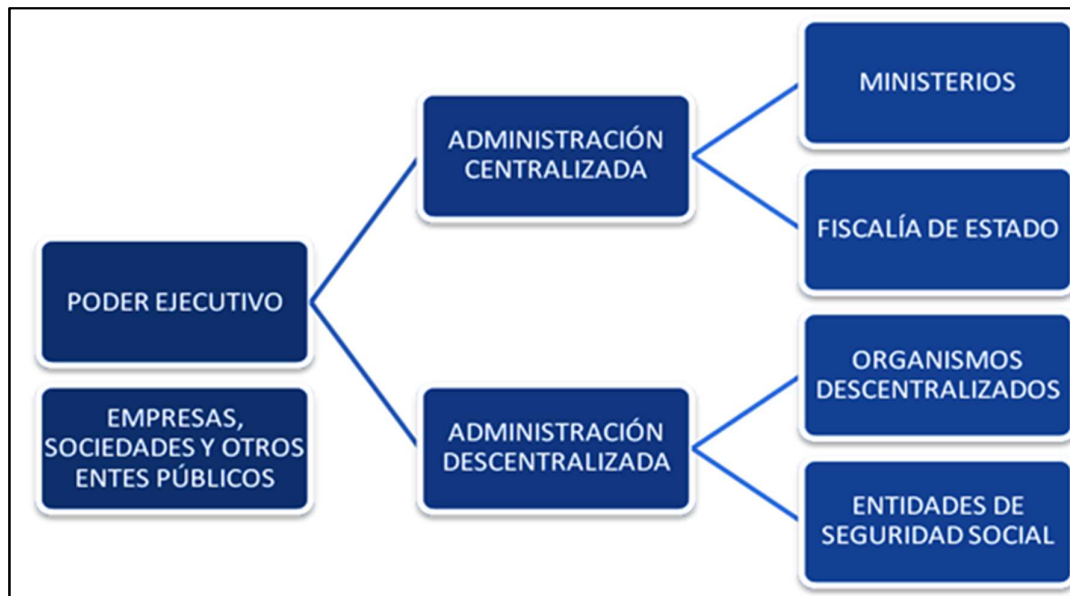 PODER EJECUTIVO
EMPRESAS,
SOCIEDADES Y OTROS
ENTES PÚBLICOS
ADMINISTRACIÓN
CENTRALIZADA
ADMINISTRACIÓN
DESCENTRALIZADA
MINISTERIOS
FISCALÍA DE ESTADO
ORGANISMOS
DESCENTRALIZADOS
ENTIDADES DE
SEGURIDAD SOCIAL